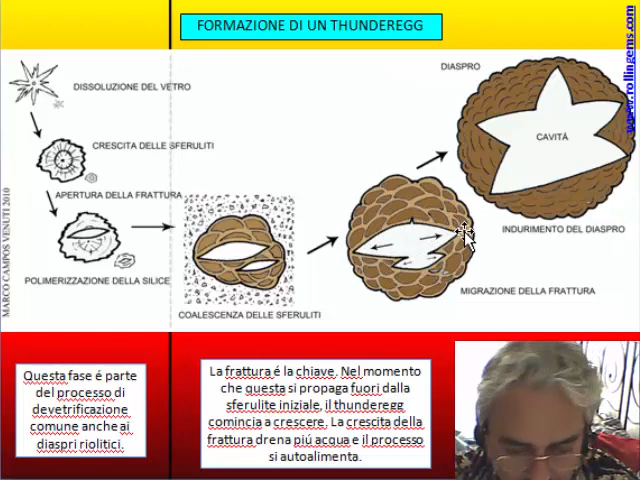 FORMAZIONE DI UN THUNDEREGG
www.rollingems.com
DIASPRO
DISSOLUZIONE DEL VETRO
CAVITÀ
CRESCITA DELLE SFERULITI
APERTURA DELLA FRATTURA
INDURIMENTO DEL DIASPRO
POLIMERIZZAZIONE DELLA SILICE
MIGRAZIONE DELLA FRATTURA
COALESCENZA DELLE SFERULITI
MARCO CAMPOS VENUTI 2010
Questa fase é parte
del processo di
devetrificazione
comune anche ai
diaspri riolitici.
La frattura é la chiave. Nel momento
che questa si propaga fuori dalla
sferulite iniziale, il thunderegg
comincia a crescere. La crescita della
frattura drena piú acqua e il processo
si autoalimenta.